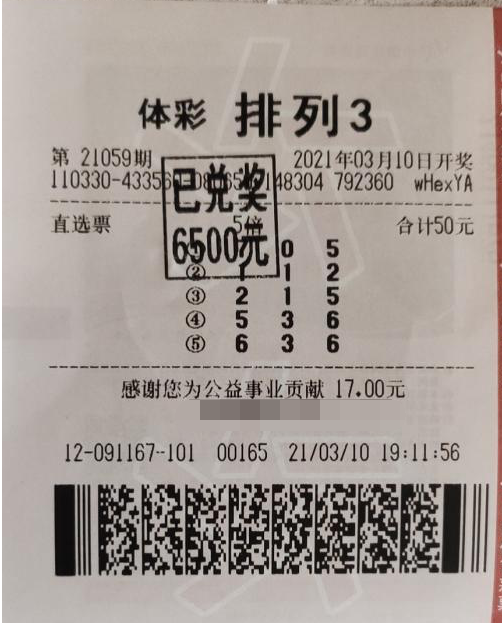 体彩 排列3
第 21059期 2021年03月10日开奖
148304 792360 wHexYA
已兑奖
6500元
直选票 5倍 合计50元
0 5
② 1 1 2
③ 2 1 5
④ 5 3 6
⑤ 6 3 6
感谢您为公益事业贡献 17.00元
12-091167-101 00165 21/03/10 19:11:56